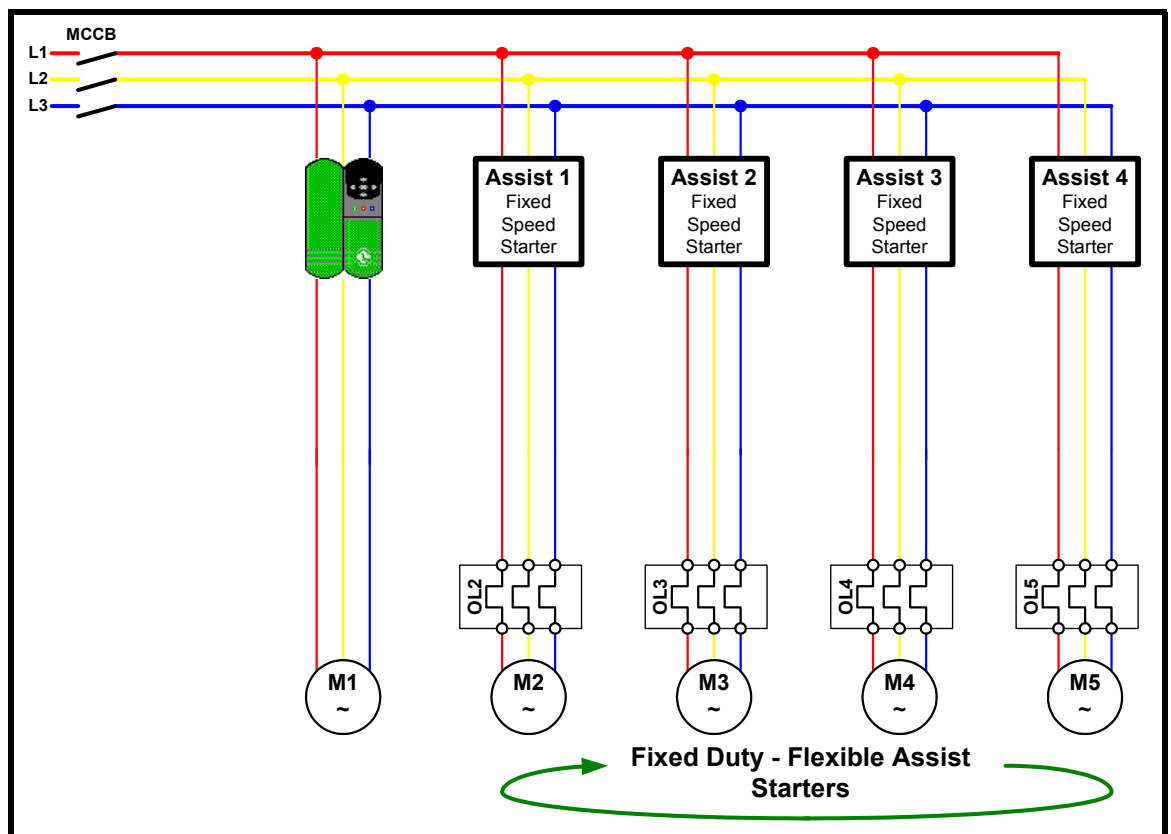 MCCB
L1
L2
L3
Assist 1
Fixed
Speed
Starter
Assist 2
Fixed
Speed
Starter
Assist 3
Fixed
Speed
Starter
Assist 4
Fixed
Speed
Starter
OL2
OL3
OL4
OL5
M1
~
M2
~
M3
~
M4
~
M5
~
Fixed Duty - Flexible Assist
Starters